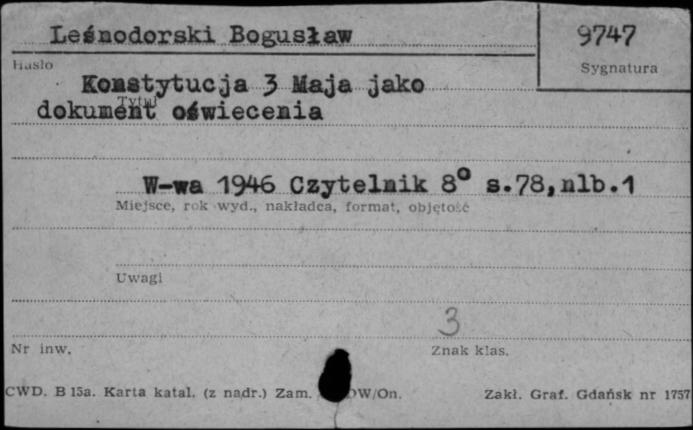 Leśnodorski Bogusław
9747
Hasło
Sygnatura
Konstytucja 3 Maja jako
Tytuł
dokument oświecenia
W-wa 1946 Czytelnik 8° s.78,nlb.1
Miejsce, rok wyd., nakładca, format, objętość
Uwagi
3
Nr inw.
Znak klas.
CWD. B 15a. Karta katal. (z nadr.) Zam. OW/On.
Zakł. Graf. Gdańsk nr 1757